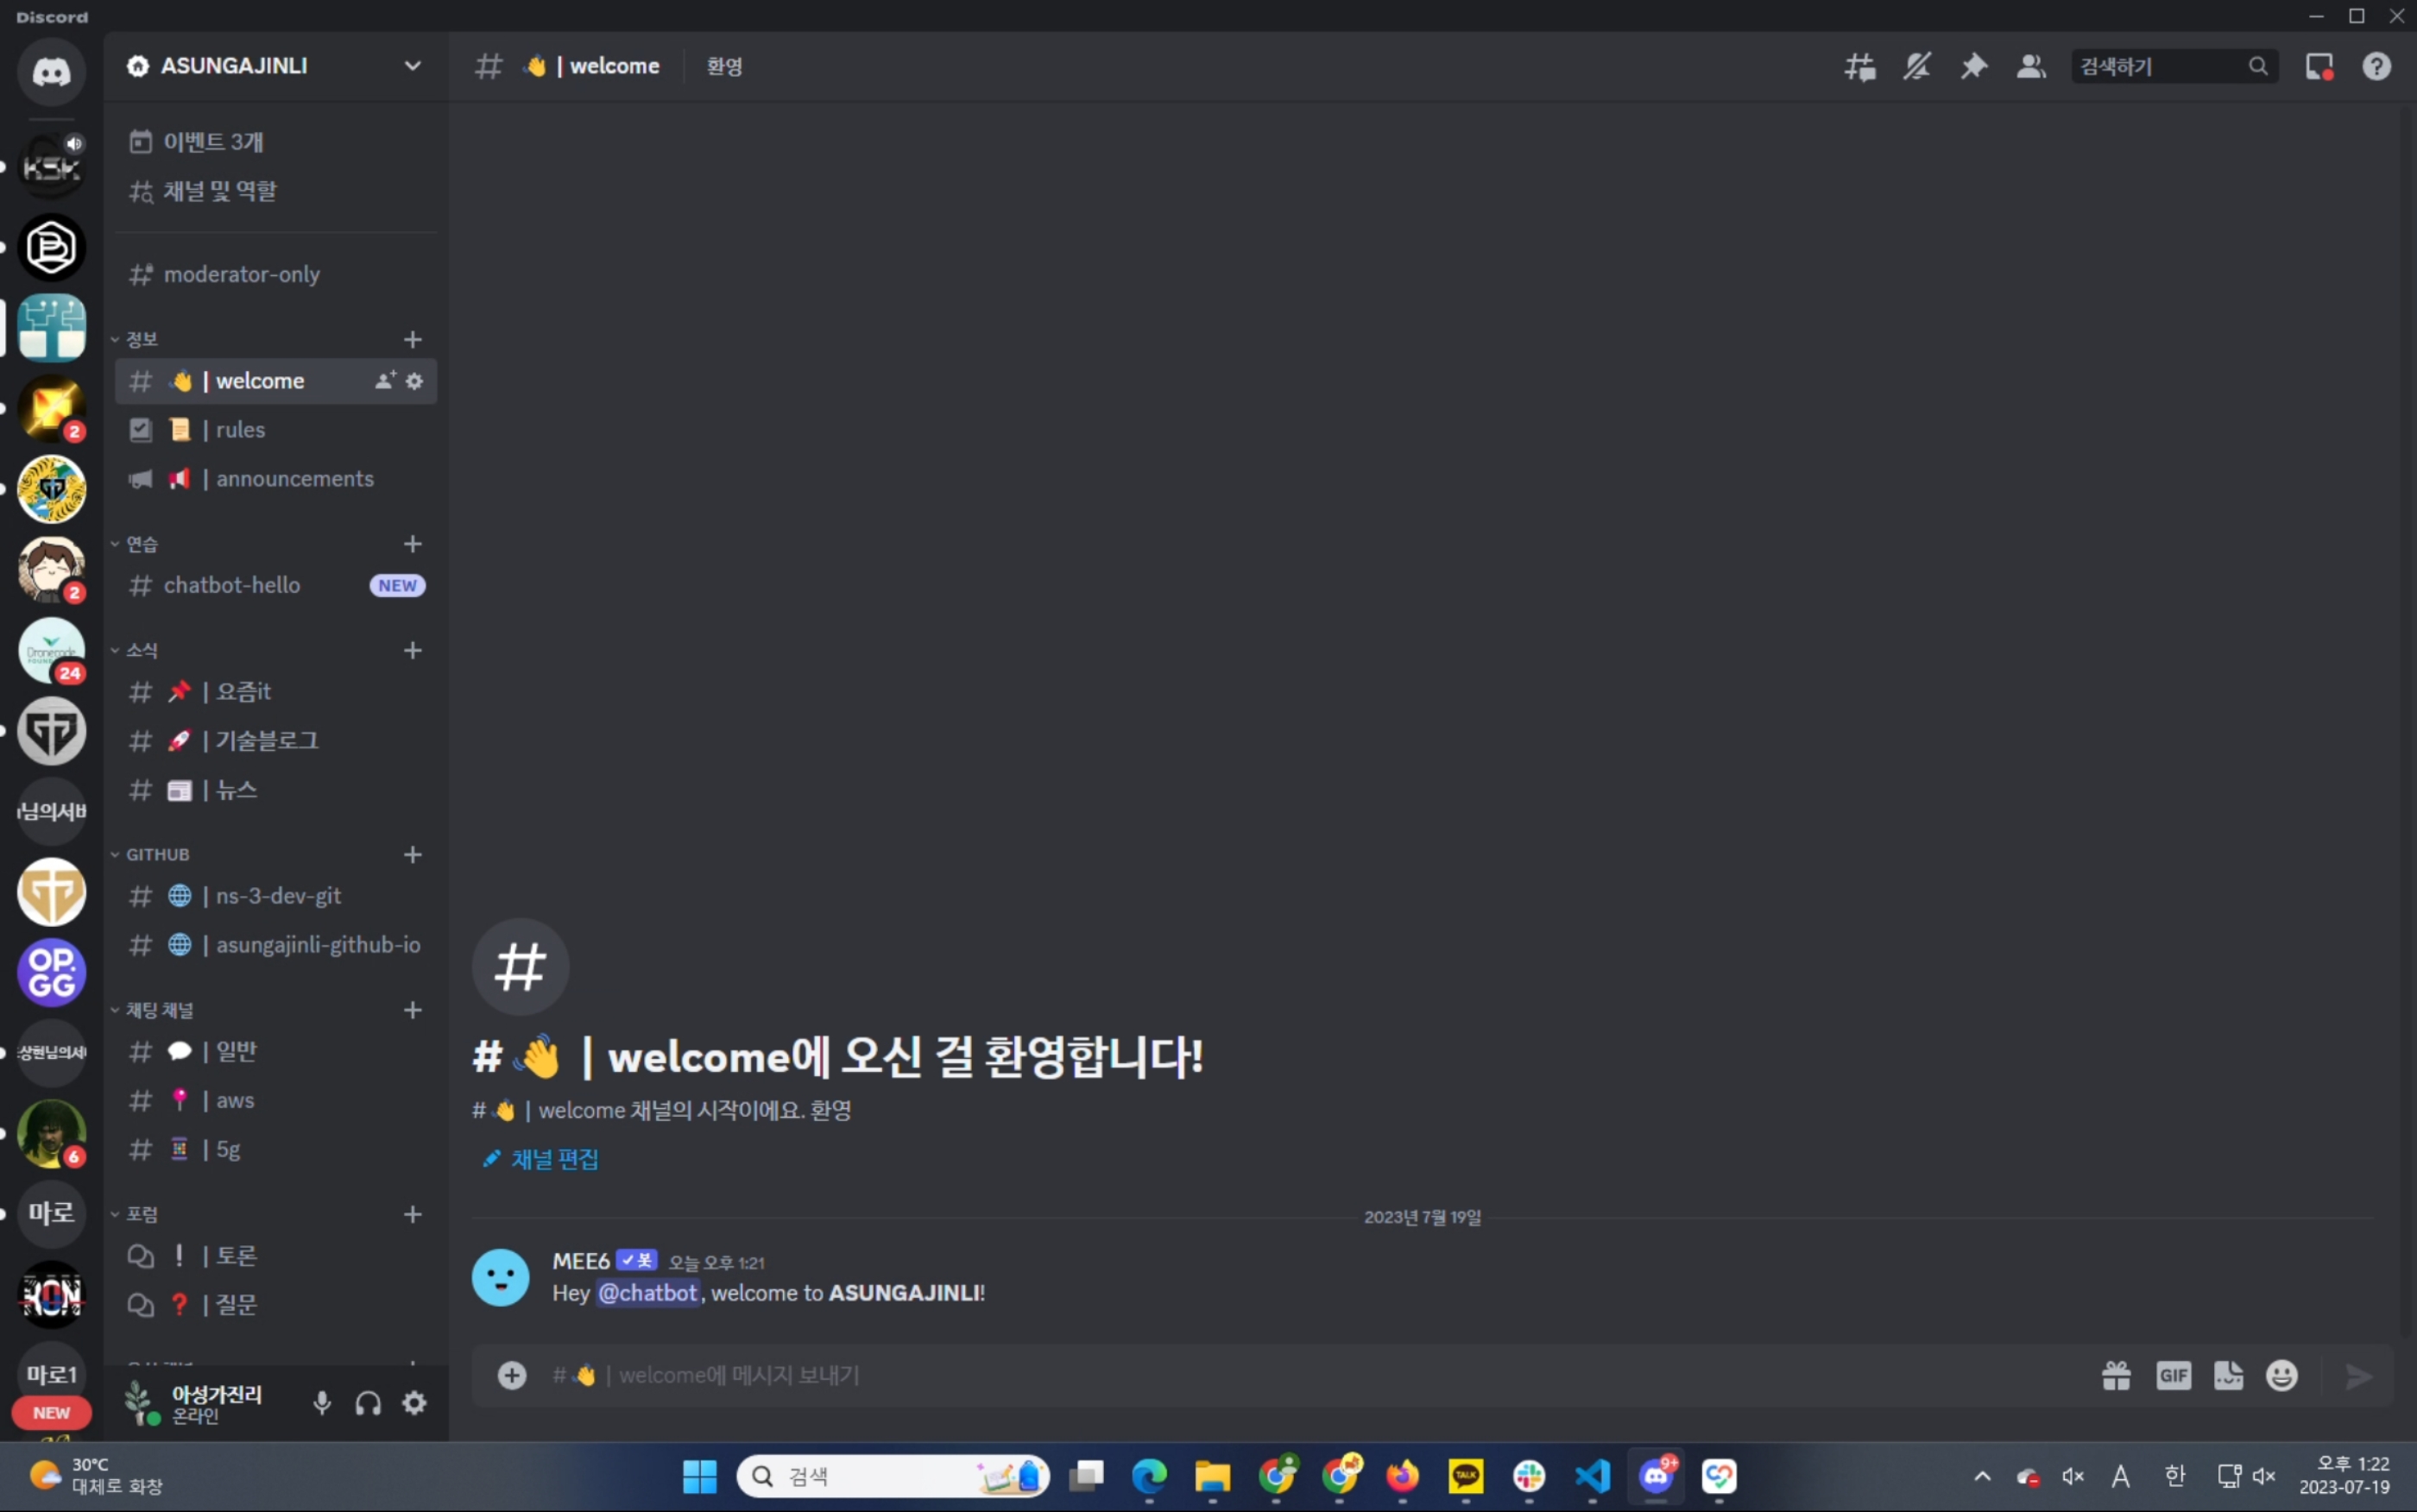 Discord
ASUNGAJINLI
# 👋 | welcome 환영
검색하기
이벤트 3개
채널 및 역할
moderator-only
정보
# 👋 | welcome
📜 | rules
📢 | announcements
연습
# chatbot-hello NEW
소식
# 📌 | 요즘it
# 🚀 | 기술블로그
# 📰 | 뉴스
GITHUB
# 🌐 | ns-3-dev-git
# 🌐 | asungajinli-github-io
채팅 채널
# 💬 | 일반
# 📍 | aws
# | 5g
포럼
❗ | 토론
❓ | 질문
아성가진리
온라인
KSK
2
2
Dronecode
24
님의서버
OP.
GG
상현님의서
6
마로
마로1
NEW
# 👋 | welcome에 오신 걸 환영합니다!
# 👋 | welcome 채널의 시작이에요. 환영
채널 편집
2023년 7월 19일
MEE6 ✓ 봇 오늘 오후 1:21
Hey @chatbot, welcome to ASUNGAJINLI!
# 👋 | welcome에 메시지 보내기
GIF
30°C
대체로 화창
검색
TALK
9+
A
한
오후 1:22
2023-07-19